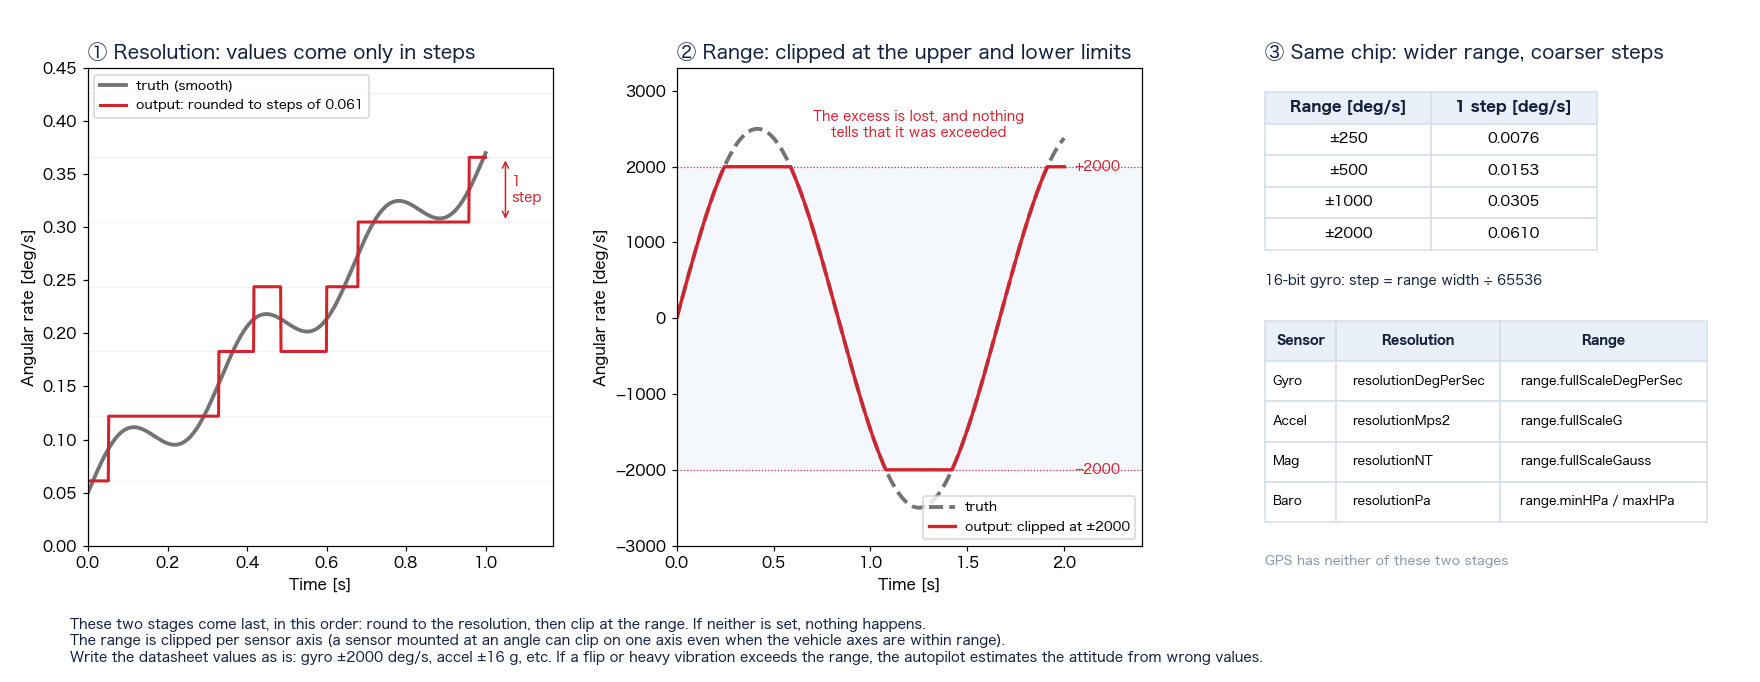 ① Resolution: values come only in steps
truth (smooth)
output: rounded to steps of 0.061
0.45
0.40
0.35
0.30
0.25
0.20
0.15
0.10
0.05
0.00
Angular rate [deg/s]
1
step
0.0 0.2 0.4 0.6 0.8 1.0
Time [s]
② Range: clipped at the upper and lower limits
The excess is lost, and nothing
tells that it was exceeded
3000
2000
1000
0
−1000
−2000
−3000
Angular rate [deg/s]
+2000
−2000
truth
output: clipped at ±2000
0.0 0.5 1.0 1.5 2.0
Time [s]
③ Same chip: wider range, coarser steps
Range [deg/s] 1 step [deg/s]
±250 0.0076
±500 0.0153
±1000 0.0305
±2000 0.0610
16-bit gyro: step = range width ÷ 65536
Sensor Resolution Range
Gyro resolutionDegPerSec range.fullScaleDegPerSec
Accel resolutionMps2 range.fullScaleG
Mag resolutionNT range.fullScaleGauss
Baro resolutionPa range.minHPa / maxHPa
GPS has neither of these two stages
These two stages come last, in this order: round to the resolution, then clip at the range. If neither is set, nothing happens.
The range is clipped per sensor axis (a sensor mounted at an angle can clip on one axis even when the vehicle axes are within range).
Write the datasheet values as is: gyro ±2000 deg/s, accel ±16 g, etc. If a flip or heavy vibration exceeds the range, the autopilot estimates the attitude from wrong values.